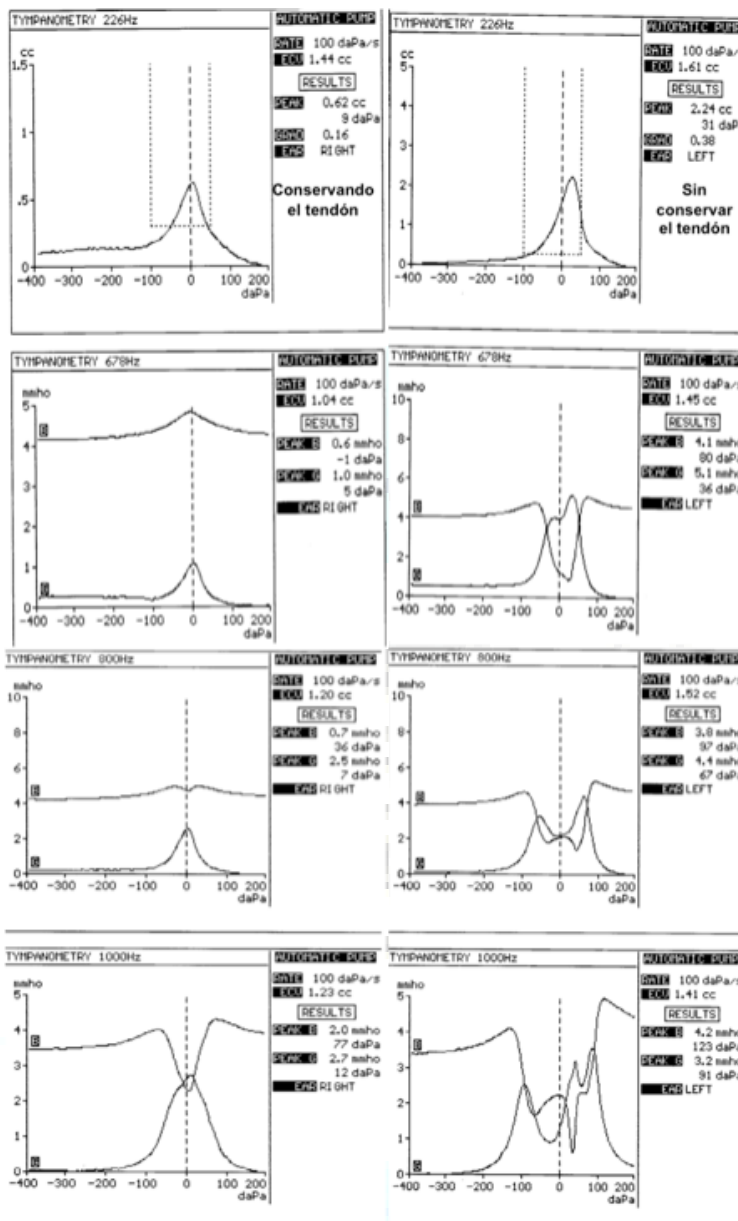 TYMPANOMETRY 226Hz
AUTOMATIC PUMP
RATE 100 daPa/s
ECV 1.44 cc
RESULTS
PEAK 0.62 cc
9 daPa
GRAD 0.16
EAR RIGHT
Conservando
el tendón
cc
1.5
1
.5
0
-400 -300 -200 -100 0 100 200
daPa
TYMPANOMETRY 226Hz
AUTOMATIC PUMP
RATE 100 daPa/s
ECV 1.61 cc
RESULTS
PEAK 2.24 cc
31 daP
GRAD 0.38
EAR LEFT
Sin
conservar
el tendón
cc
5
4
3
2
1
0
-400 -300 -200 -100 0 100 200
daPa
TYMPANOMETRY 678Hz
AUTOMATIC PUMP
RATE 100 daPa/s
ECV 1.04 cc
RESULTS
PEAK B 0.6 mmho
-1 daPa
PEAK G 1.0 mmho
5 daPa
EAR RIGHT
mmho
5
4
3
2
1
0
B
G
-400 -300 -200 -100 0 100 200
daPa
TYMPANOMETRY 678Hz
AUTOMATIC PUMP
RATE 100 daPa/s
ECV 1.45 cc
RESULTS
PEAK B 4.1 mmho
80 daPa
PEAK G 5.1 mmho
36 daPa
EAR LEFT
mmho
10
8
6
4
2
0
B
G
-400 -300 -200 -100 0 100 200
daPa
TYMPANOMETRY 800Hz
AUTOMATIC PUMP
RATE 100 daPa/s
ECV 1.20 cc
RESULTS
PEAK B 0.7 mmho
36 daPa
PEAK G 2.5 mmho
7 daPa
EAR RIGHT
mmho
10
8
6
4
2
0
B
G
-400 -300 -200 -100 0 100 200
daPa
TYMPANOMETRY 800Hz
AUTOMATIC PUMP
RATE 100 daPa/s
ECV 1.52 cc
RESULTS
PEAK B 3.8 mmho
97 daPa
PEAK G 4.4 mmho
67 daPa
EAR LEFT
mmho
10
8
6
4
2
0
B
G
-400 -300 -200 -100 0 100 200
daPa
TYMPANOMETRY 1000Hz
AUTOMATIC PUMP
RATE 100 daPa/s
ECV 1.23 cc
RESULTS
PEAK B 2.0 mmho
77 daPa
PEAK G 2.7 mmho
12 daPa
EAR RIGHT
mmho
5
4
3
2
1
0
B
G
-400 -300 -200 -100 0 100 200
daPa
TYMPANOMETRY 1000Hz
AUTOMATIC PUMP
RATE 100 daPa/s
ECV 1.41 cc
RESULTS
PEAK B 4.2 mmho
123 daPa
PEAK G 3.2 mmho
91 daPa
EAR LEFT
mmho
5
4
3
2
1
0
B
G
-400 -300 -200 -100 0 100 200
daPa